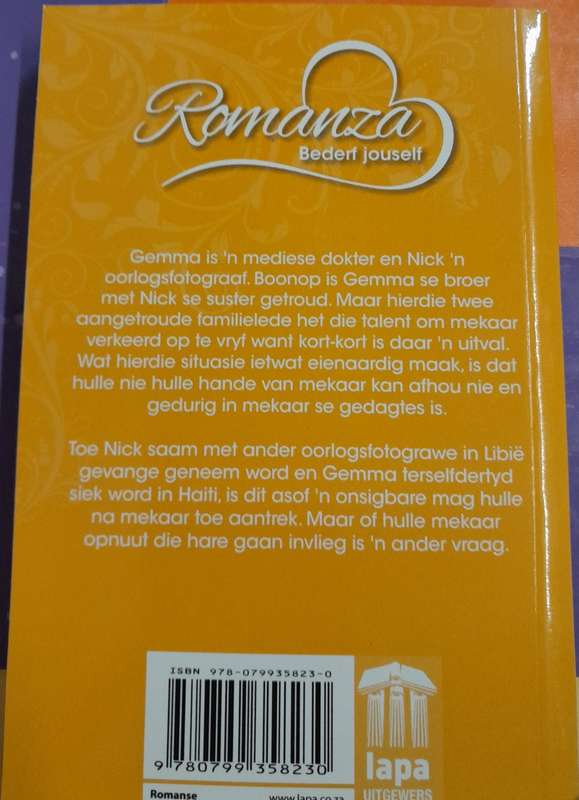 Romanza
Bederf jouself
Gemma is 'n mediese dokter en Nick 'n
oorlogsfotograaf. Boonop is Gemma se broer
met Nick se suster getroud. Maar hierdie twee
aangetroude familielede het die talent om mekaar
verkeerd op te vryf want kort-kort is daar 'n uitval.
Wat hierdie situasie ietwat eienaardig maak, is dat
hulle nie hulle hande van mekaar kan afhou nie en
gedurig in mekaar se gedagtes is.
Toe Nick saam met ander oorlogsfotograwe in Libië
gevange geneem word en Gemma terselfdertyd
siek word in Haiti, is dit asof 'n onsigbare mag hulle
na mekaar toe aantrek. Maar of hulle mekaar
opnuut die hare gaan invlieg is 'n ander vraag.
ISBN 978-079935823-0
9 780799 358230
lapa
UITGEWERS
Romanse www.lapa.co.za